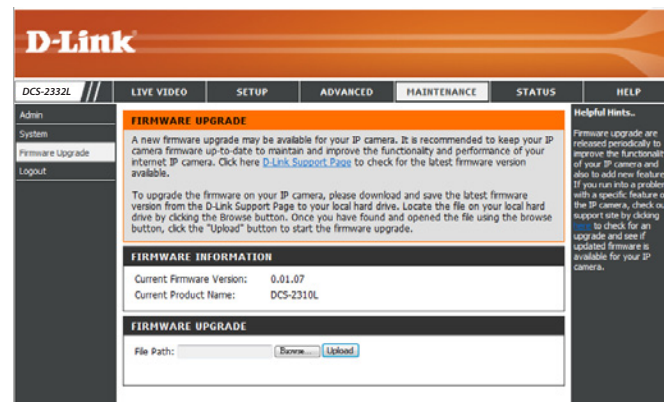 D-Link
DCS-2332L
LIVE VIDEO SETUP ADVANCED MAINTENANCE STATUS HELP
Admin
System
Firmware Upgrade
Logout
FIRMWARE UPGRADE
A new firmware upgrade may be available for your IP camera. It is recommended to keep your IP
camera firmware up-to-date to maintain and improve the functionality and performance of your
internet IP camera. Click here D-Link Support Page to check for the latest firmware version
available.
To upgrade the firmware on your IP camera, please download and save the latest firmware
version from the D-Link Support Page to your local hard drive. Locate the file on your local hard
drive by clicking the Browse button. Once you have found and opened the file using the browse
button, click the "Upload" button to start the firmware upgrade.
FIRMWARE INFORMATION
Current Firmware Version: 0.01.07
Current Product Name: DCS-2310L
FIRMWARE UPGRADE
File Path: Browse... Upload
Helpful Hints..
Firmware upgrade are
released periodically to
improve the functionalit
of your IP camera and
also to add new feature
If you run into a problem
with a specific feature o
the IP camera, check ou
support site by clicking
to check for an
upgrade and see if
updated firmware is
available for your IP
camera.